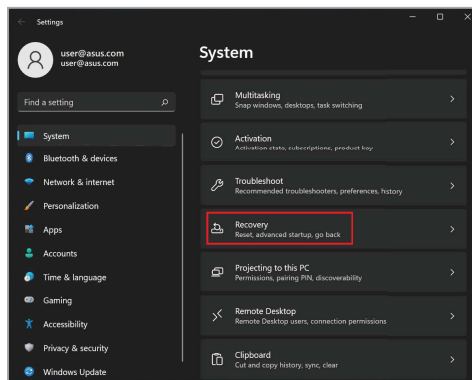 Settings
user@asus.com
user@asus.com
Find a setting
System
Bluetooth & devices
Network & internet
Personalization
Apps
Accounts
Time & language
Gaming
Accessibility
Privacy & security
Windows Update
System
Multitasking
Snap windows, desktops, task switching
Activation
Activation state, subscriptions, product key
Troubleshoot
Recommended troubleshooters, preferences, history
Recovery
Reset, advanced startup, go back
Projecting to this PC
Permissions, pairing PIN, discoverability
Remote Desktop
Remote Desktop users, connection permissions
Clipboard
Cut and copy history, sync, clear